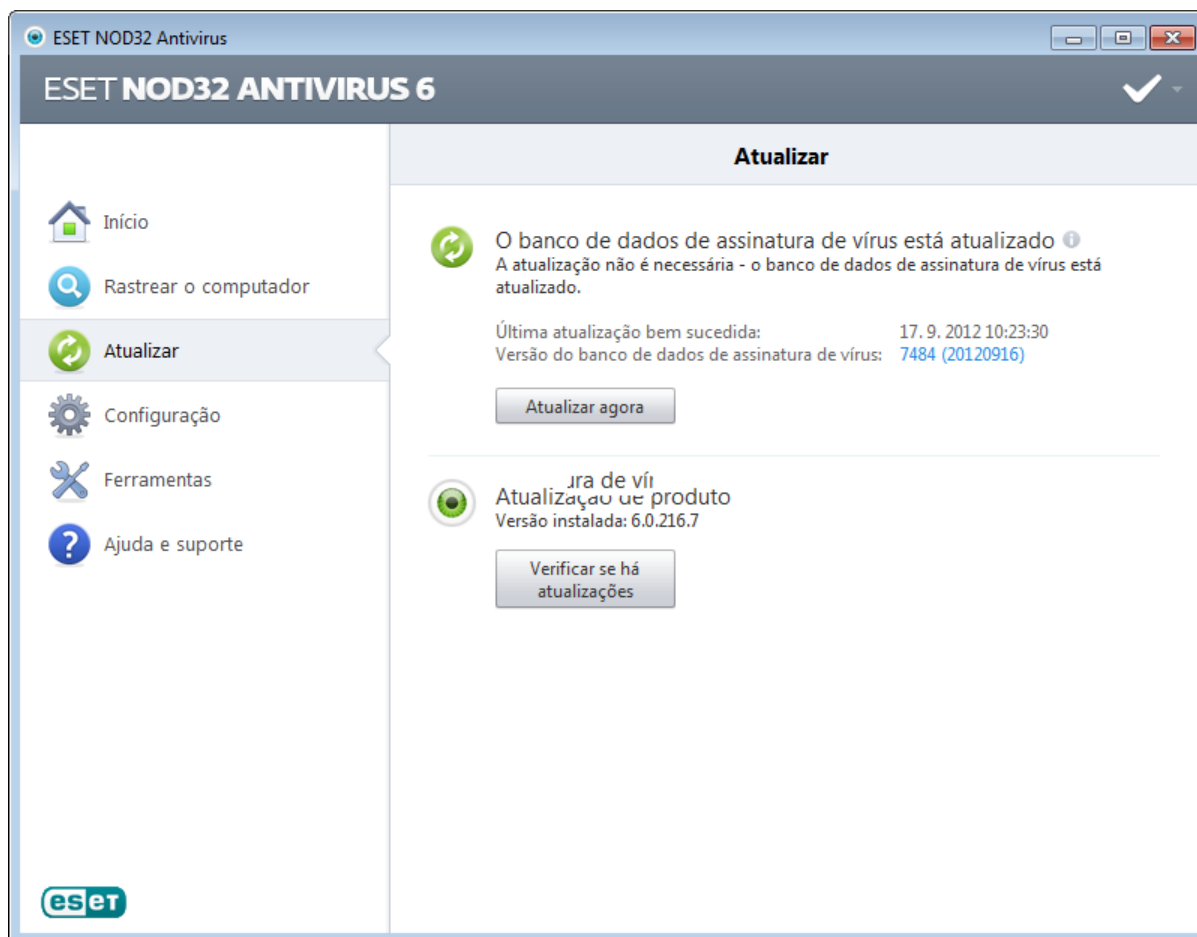 ESET NOD32 Antivirus
ESET NOD32 ANTIVIRUS 6
Atualizar
Início
Rastrear o computador
Atualizar
Configuração
Ferramentas
Ajuda e suporte
O banco de dados de assinatura de vírus está atualizado
A atualização não é necessária - o banco de dados de assinatura de vírus está
atualizado.
Última atualização bem sucedida: 17. 9. 2012 10:23:30
Versão do banco de dados de assinatura de vírus: 7484 (20120916)
Atualizar agora
ura de
Atualização de produto
Versão instalada: 6.0.216.7
Verificar se há
atualizações
eset